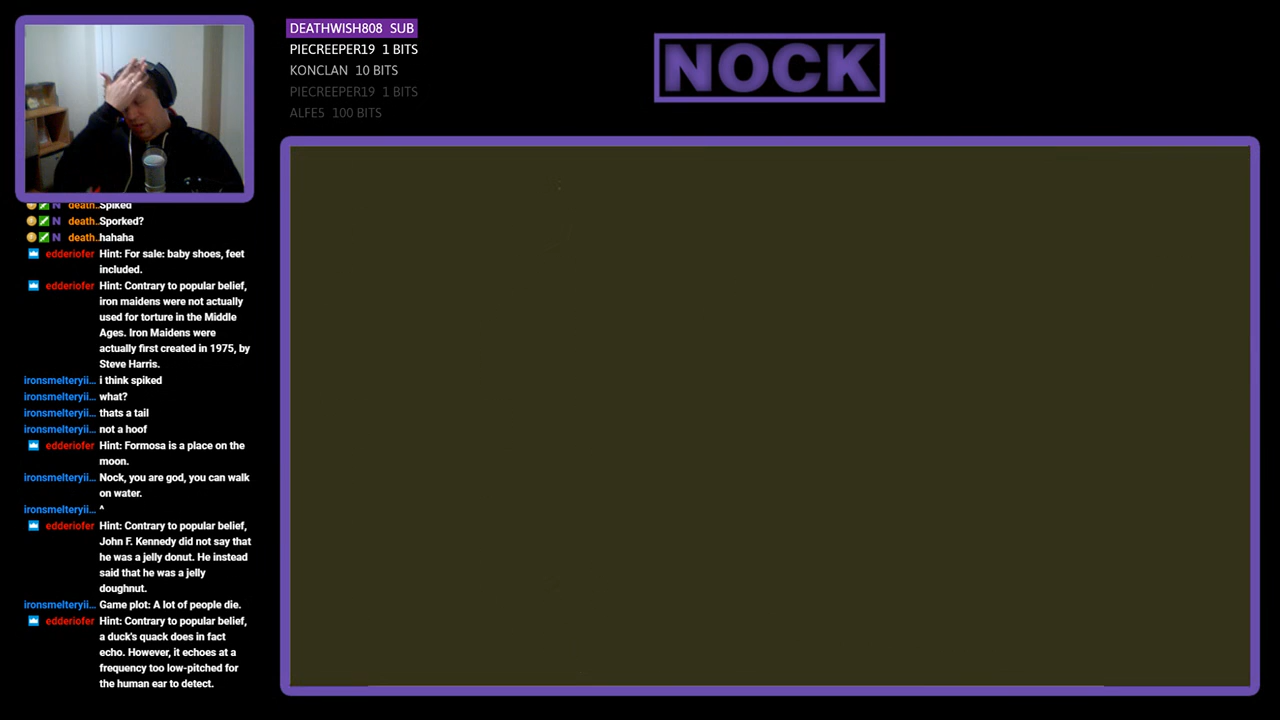 DEATHWISH808 SUB
PIECREEPER19 1 BITS
KONCLAN 10 BITS
PIECREEPER19 1 BITS
ALFE5 100 BITS
NOCK
N death.. Spiked
N death.. Sporked?
N death.. hahaha
edderiofer Hint: For sale: baby shoes, feet
included.
edderiofer Hint: Contrary to popular belief,
iron maidens were not actually
used for torture in the Middle
Ages. Iron Maidens were
actually first created in 1975, by
Steve Harris.
ironsmelteryii... i think spiked
ironsmelteryii... what?
ironsmelteryii... thats a tail
ironsmelteryii... not a hoof
edderiofer Hint: Formosa is a place on the
moon.
ironsmelteryii... Nock, you are god, you can walk
on water.
ironsmelteryii... ^
edderiofer Hint: Contrary to popular belief,
John F. Kennedy did not say that
he was a jelly donut. He instead
said that he was a jelly
doughnut.
ironsmelteryii... Game plot: A lot of people die.
edderiofer Hint: Contrary to popular belief,
a duck's quack does in fact
echo. However, it echoes at a
frequency too low-pitched for
the human ear to detect.